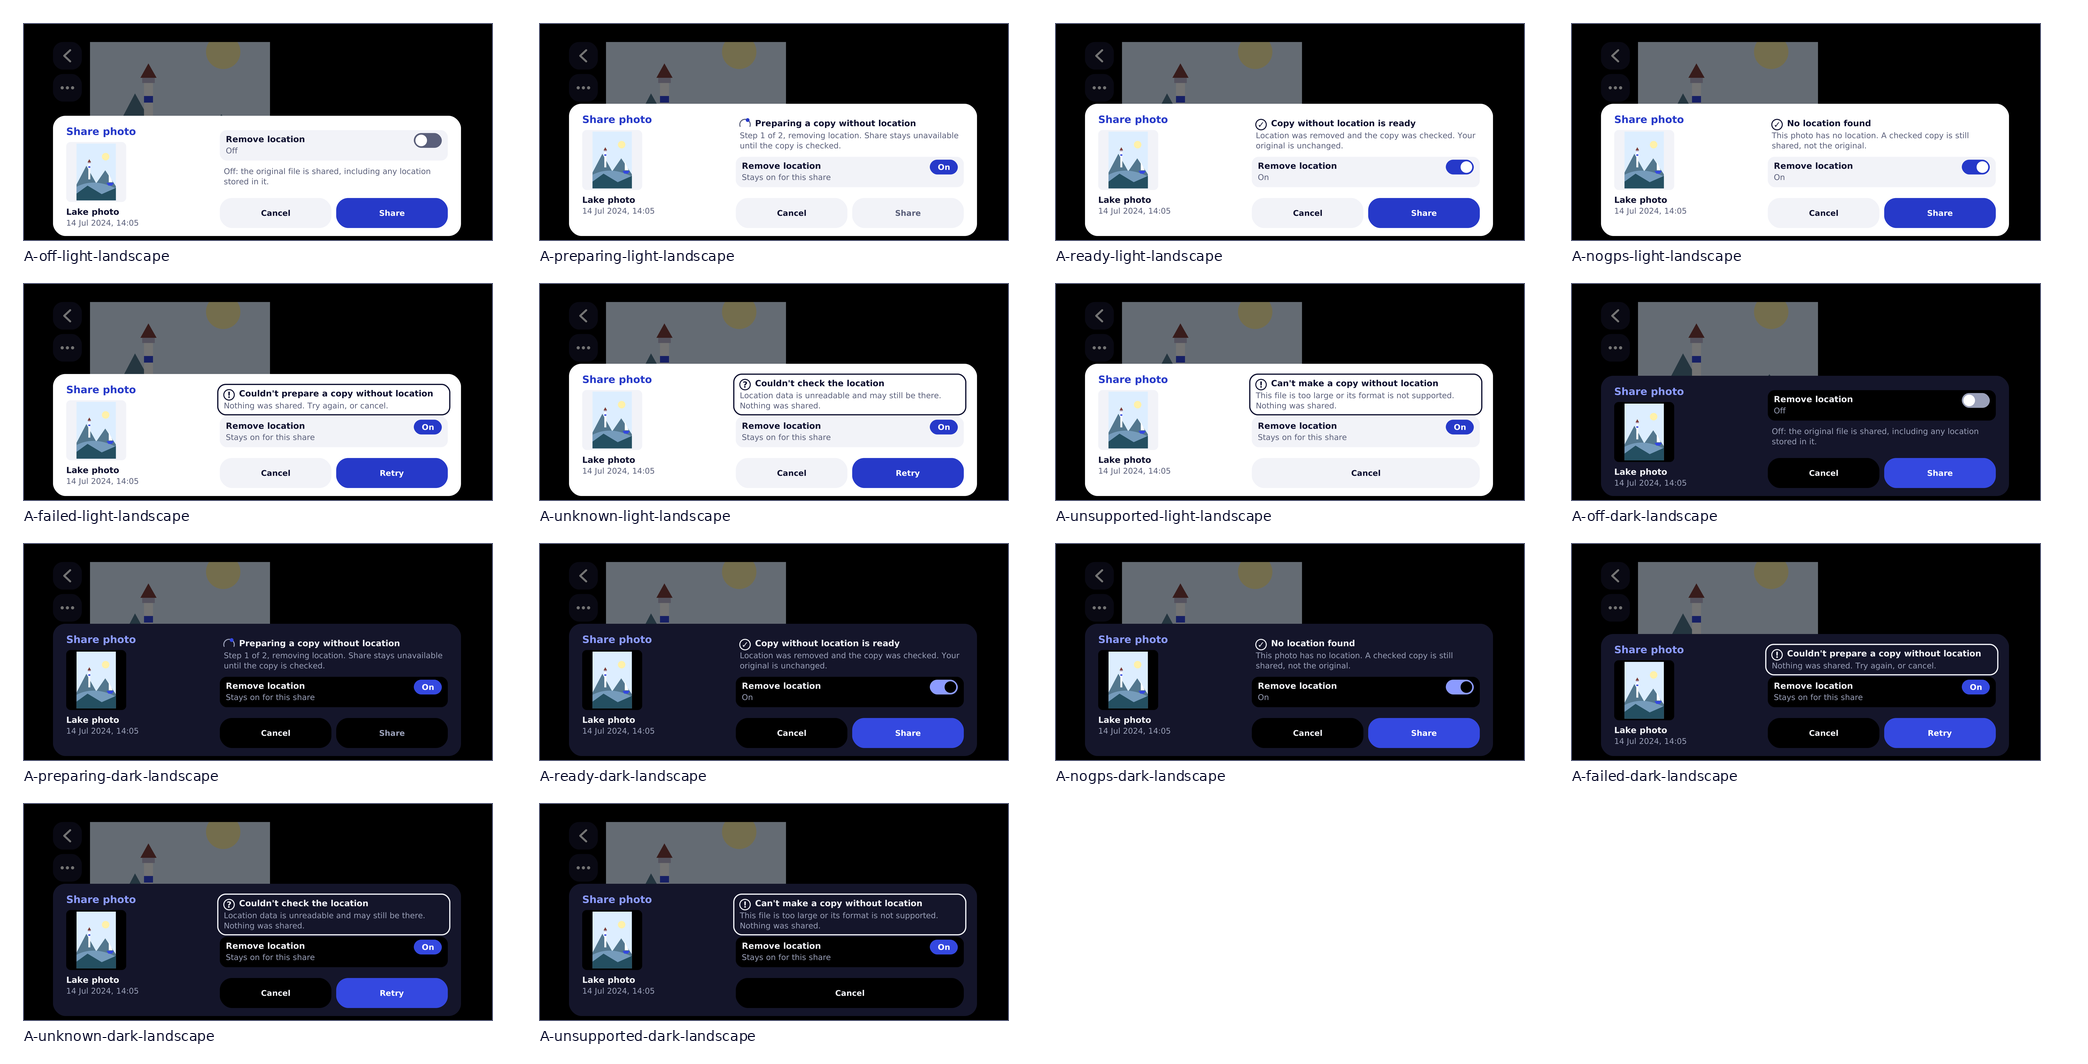 Share photo
Remove location
Off
Off: the original file is shared, including any location
stored in it.
Lake photo
14 Jul 2024, 14:05
Cancel
Share
A-off-light-landscape
Share photo
Preparing a copy without location
Step 1 of 2, removing location. Share stays unavailable
until the copy is checked.
Remove location
On
Stays on for this share
Lake photo
14 Jul 2024, 14:05
Cancel
Share
A-preparing-light-landscape
Share photo
Copy without location is ready
Location was removed and the copy was checked. Your
original is unchanged.
Remove location
On
Lake photo
14 Jul 2024, 14:05
Cancel
Share
A-ready-light-landscape
Share photo
No location found
This photo has no location. A checked copy is still
shared, not the original.
Remove location
On
Lake photo
14 Jul 2024, 14:05
Cancel
Share
A-nogps-light-landscape
Share photo
Couldn't prepare a copy without location
Nothing was shared. Try again, or cancel.
Remove location
On
Stays on for this share
Lake photo
14 Jul 2024, 14:05
Cancel
Retry
A-failed-light-landscape
Share photo
Couldn't check the location
Location data is unreadable and may still be there.
Nothing was shared.
Remove location
On
Stays on for this share
Lake photo
14 Jul 2024, 14:05
Cancel
Retry
A-unknown-light-landscape
Share photo
Can't make a copy without location
This file is too large or its format is not supported.
Nothing was shared.
Remove location
On
Stays on for this share
Lake photo
14 Jul 2024, 14:05
Cancel
A-unsupported-light-landscape
Share photo
Remove location
Off
Off: the original file is shared, including any location
stored in it.
Lake photo
14 Jul 2024, 14:05
Cancel
Share
A-off-dark-landscape
Share photo
Preparing a copy without location
Step 1 of 2, removing location. Share stays unavailable
until the copy is checked.
Remove location
On
Stays on for this share
Lake photo
14 Jul 2024, 14:05
Cancel
Share
A-preparing-dark-landscape
Share photo
Copy without location is ready
Location was removed and the copy was checked. Your
original is unchanged.
Remove location
On
Lake photo
14 Jul 2024, 14:05
Cancel
Share
A-ready-dark-landscape
Share photo
No location found
This photo has no location. A checked copy is still
shared, not the original.
Remove location
On
Lake photo
14 Jul 2024, 14:05
Cancel
Share
A-nogps-dark-landscape
Share photo
Couldn't prepare a copy without location
Nothing was shared. Try again, or cancel.
Remove location
On
Stays on for this share
Lake photo
14 Jul 2024, 14:05
Cancel
Retry
A-failed-dark-landscape
Share photo
Couldn't check the location
Location data is unreadable and may still be there.
Nothing was shared.
Remove location
On
Stays on for this share
Lake photo
14 Jul 2024, 14:05
Cancel
Retry
A-unknown-dark-landscape
Share photo
Can't make a copy without location
This file is too large or its format is not supported.
Nothing was shared.
Remove location
On
Stays on for this share
Lake photo
14 Jul 2024, 14:05
Cancel
A-unsupported-dark-landscape